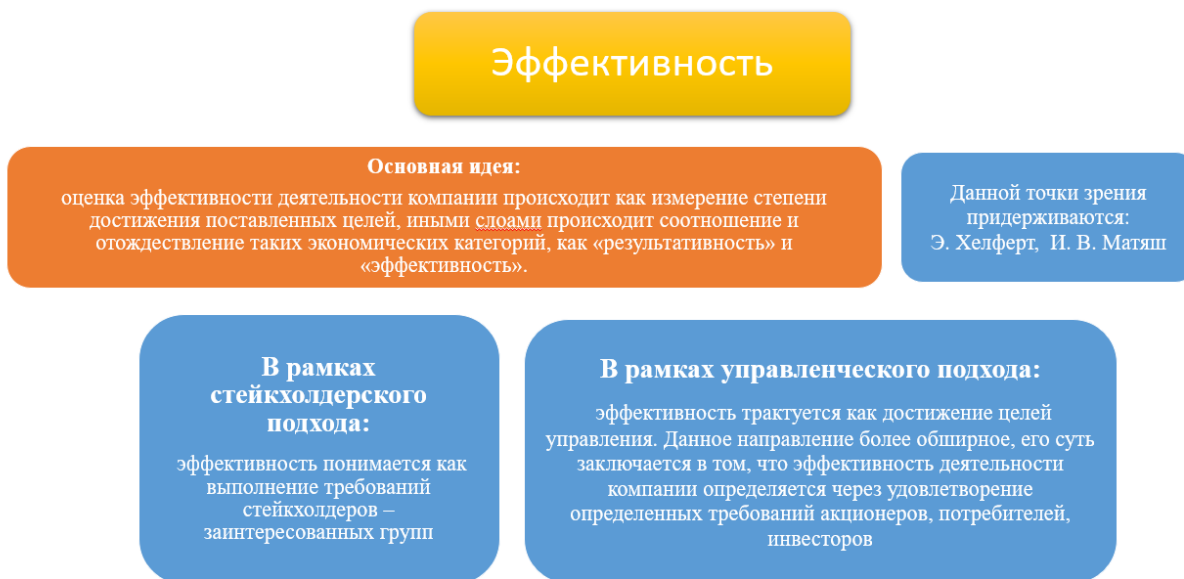 Эффективность
Основная идея:
оценка эффективности деятельности компании происходит как измерение степени
достижения поставленных целей, иными слоами происходит соотношение и
отождествление таких экономических категорий, как «результативность» и
«эффективность».
Данной точки зрения
придерживаются:
Э. Хелферт, И. В. Матяш
В рамках
стейкхолдерского
подхода:
эффективность понимается как
выполнение требований
стейкхолдеров –
заинтересованных групп
В рамках управленческого подхода:
эффективность трактуется как достижение целей
управления. Данное направление более обширное, его суть
заключается в том, что эффективность деятельности
компании определяется через удовлетворение
определенных требований акционеров, потребителей,
инвесторов